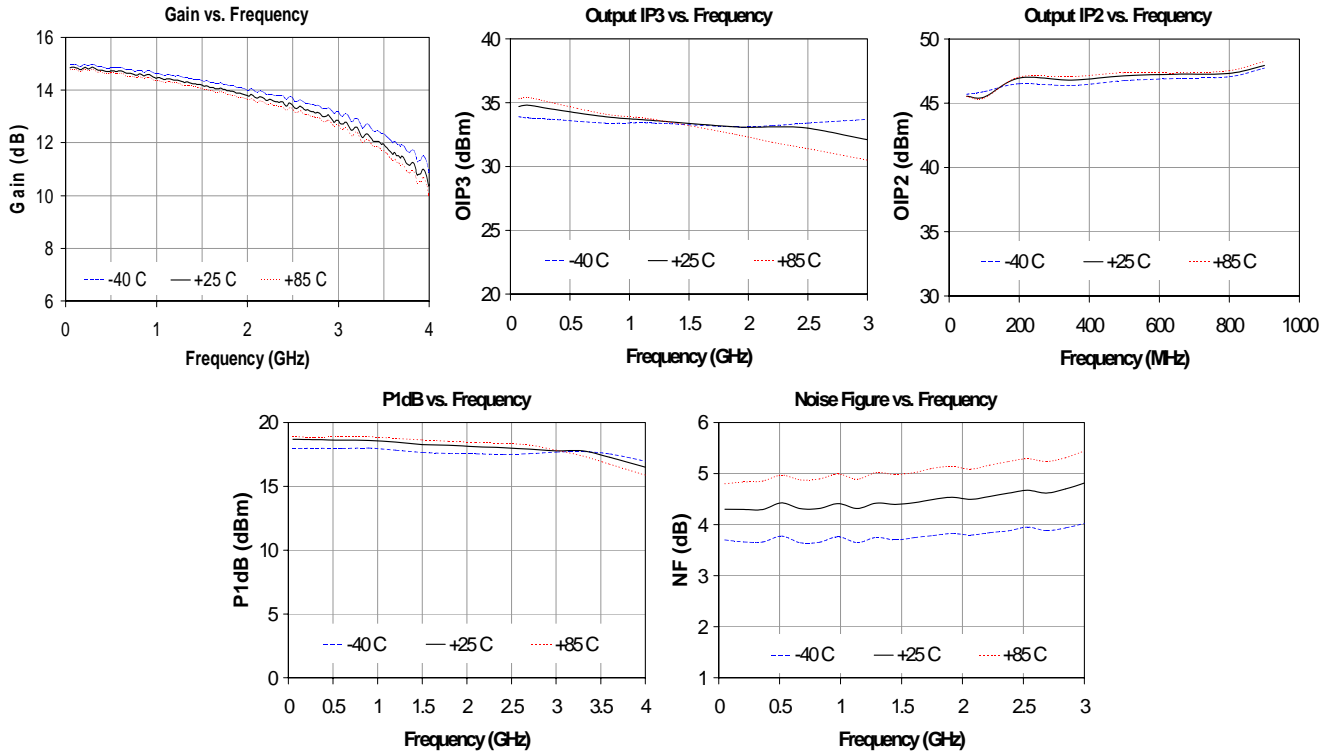 Gain vs. Frequency
16
14
12
10
8
6
Gain (dB)
-40 C +25 C +85 C
0 1 2 3 4
Frequency (GHz)
Output IP3 vs. Frequency
40
35
30
25
20
OIP3 (dBm)
-40 C +25 C +85 C
0 0.5 1 1.5 2 2.5 3
Frequency (GHz)
Output IP2 vs. Frequency
50
45
40
35
30
OIP2 (dBm)
-40 C +25 C +85 C
0 200 400 600 800 1000
Frequency (MHz)
P1dB vs. Frequency
20
15
10
5
0
P1dB (dBm)
-40 C +25 C +85 C
0 0.5 1 1.5 2 2.5 3 3.5 4
Frequency (GHz)
Noise Figure vs. Frequency
6
5
4
3
2
1
NF (dB)
-40 C +25 C +85 C
0 0.5 1 1.5 2 2.5 3
Frequency (GHz)